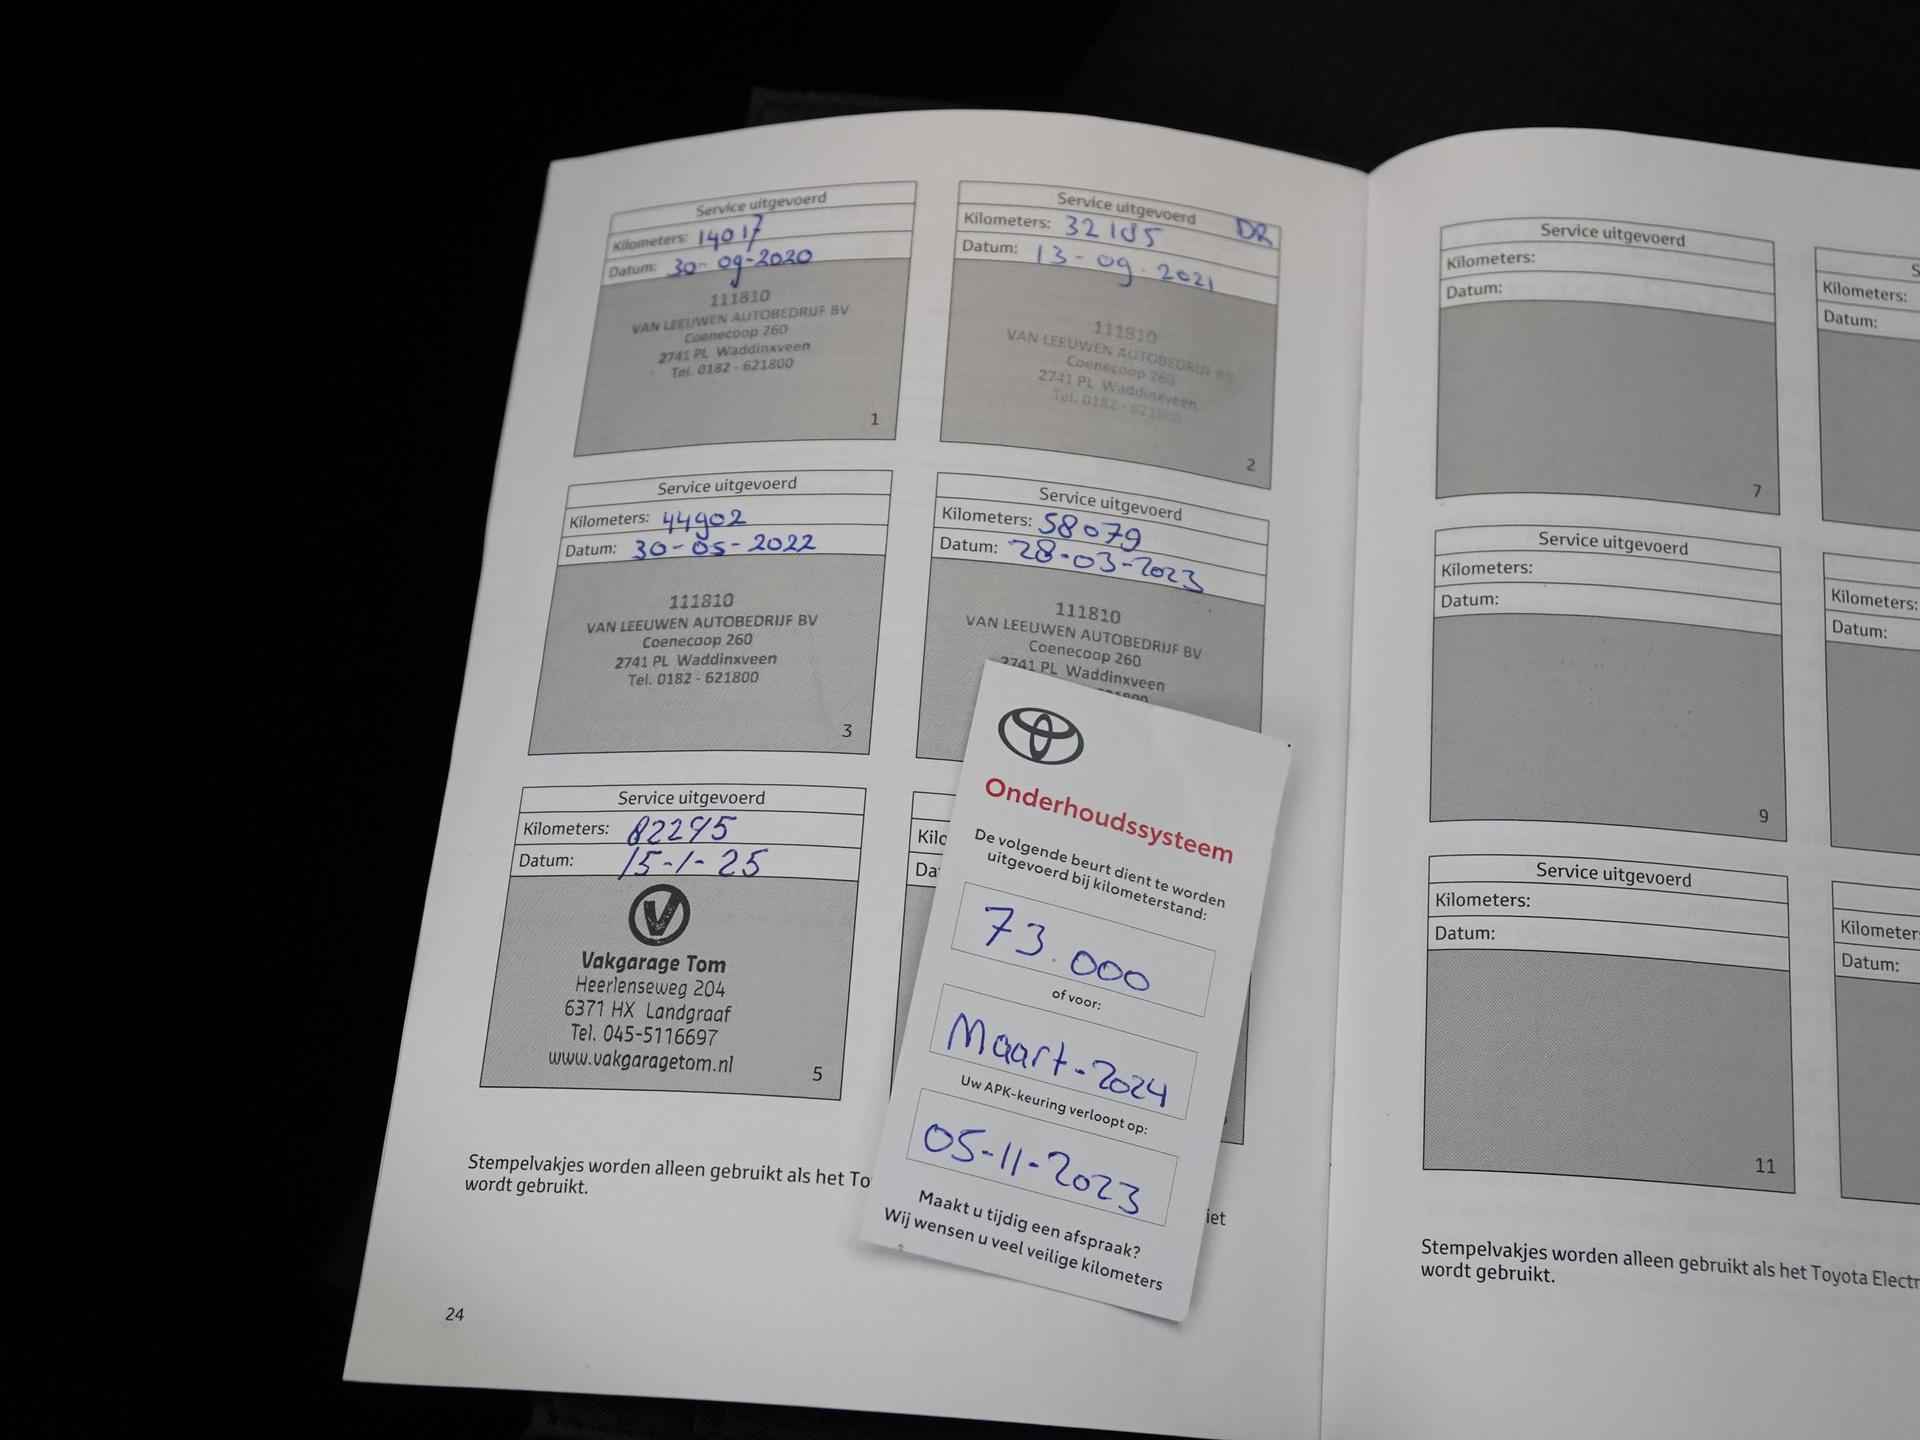 Service uitgevoerd
Kilometers: 14017
Datum: 30-09-2020
111810
VAN LEEUWEN AUTOBEDRIJF BV
Coenecoop 260
2741 PL Waddinxveen
Tel. 0182 - 621800
1
Service uitgevoerd
DR
Kilometers: 32185
Datum: 13-09-2021
111810
VAN LEEUWEN AUTOBEDRIJF BV
Coenecoop 260
2741 PL Waddinxveen
Tel. 0182 - 621800
2
Service uitgevoerd
Kilometers: 44902
Datum: 30-05-2022
111810
VAN LEEUWEN AUTOBEDRIJF BV
Coenecoop 260
2741 PL Waddinxveen
Tel. 0182 - 621800
3
Service uitgevoerd
Kilometers: 58079
Datum: 28-03-2023
111810
VAN LEEUWEN AUTOBEDRIJF BV
Coenecoop 260
2741 PL Waddinxveen
Service uitgevoerd
Kilometers: 82295
Datum: 15-1-25
Vakgarage Tom
Heerlenseweg 204
6371 HX Landgraaf
Tel. 045-5116697
www.vakgaragetom.nl
5
Kilo
Da
Onderhoudssysteem
De volgende beurt dient te worden
uitgevoerd bij kilometerstand:
73.000
of voor:
Maart-2024
Uw APK-keuring verloopt op:
05-11-2023
Maakt u tijdig een afspraak?
Wij wensen u veel veilige kilometers
Stempelvakjes worden alleen gebruikt als het To
iet
wordt gebruikt.
24
Service uitgevoerd
Kilometers:
Datum:
7
S
Kilometers:
Datum:
Service uitgevoerd
Kilometers:
Datum:
9
Kilometers:
Datum:
Service uitgevoerd
Kilometers:
Datum:
11
Kilometer
Datum:
Stempelvakjes worden alleen gebruikt als het Toyota Electr
wordt gebruikt.